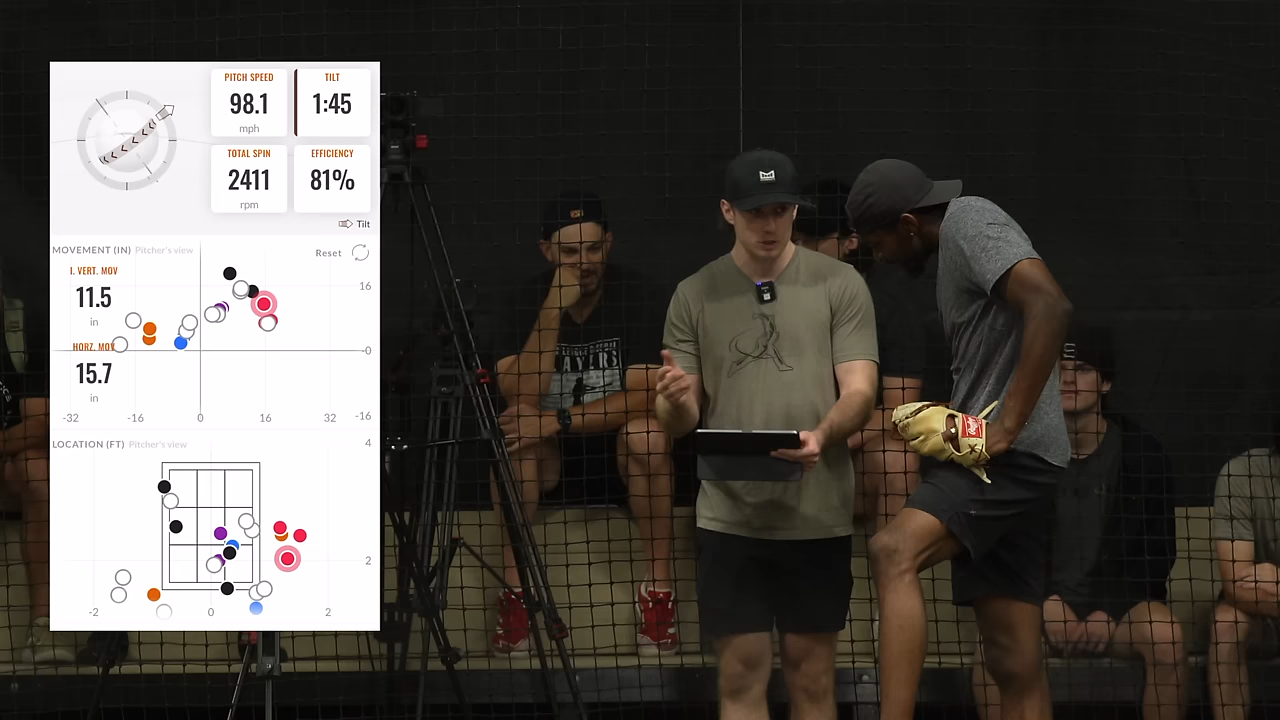 PITCH SPEED
98.1
mph
TILT
1:45
TOTAL SPIN
2411
rpm
EFFICIENCY
81%
Tilt
MOVEMENT (IN) Pitcher's view
Reset
I. VERT. MOV
11.5
in
HORZ. MOV
15.7
in
16
-0
-16
-32
-16
0
16
32
LOCATION (FT) Pitcher's view
4
2
-2
0
2